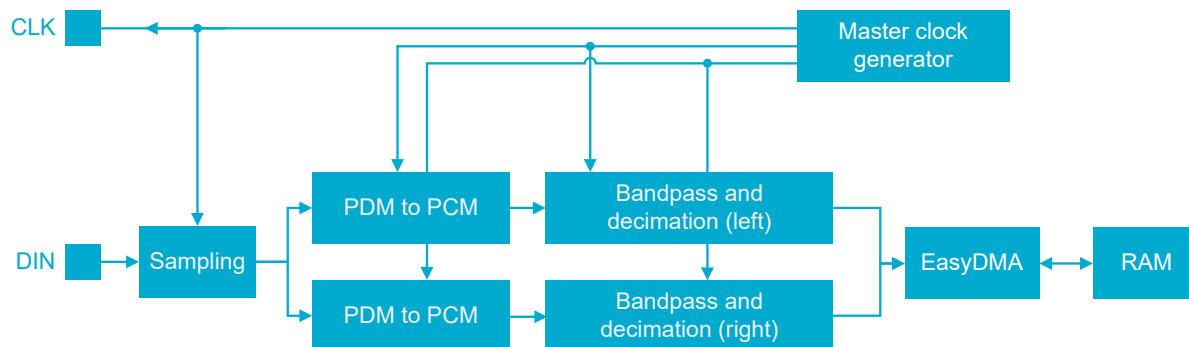 CLK
Master clock
generator
PDM to PCM
Bandpass and
decimation (left)
DIN
Sampling
EasyDMA
RAM
PDM to PCM
Bandpass and
decimation (right)